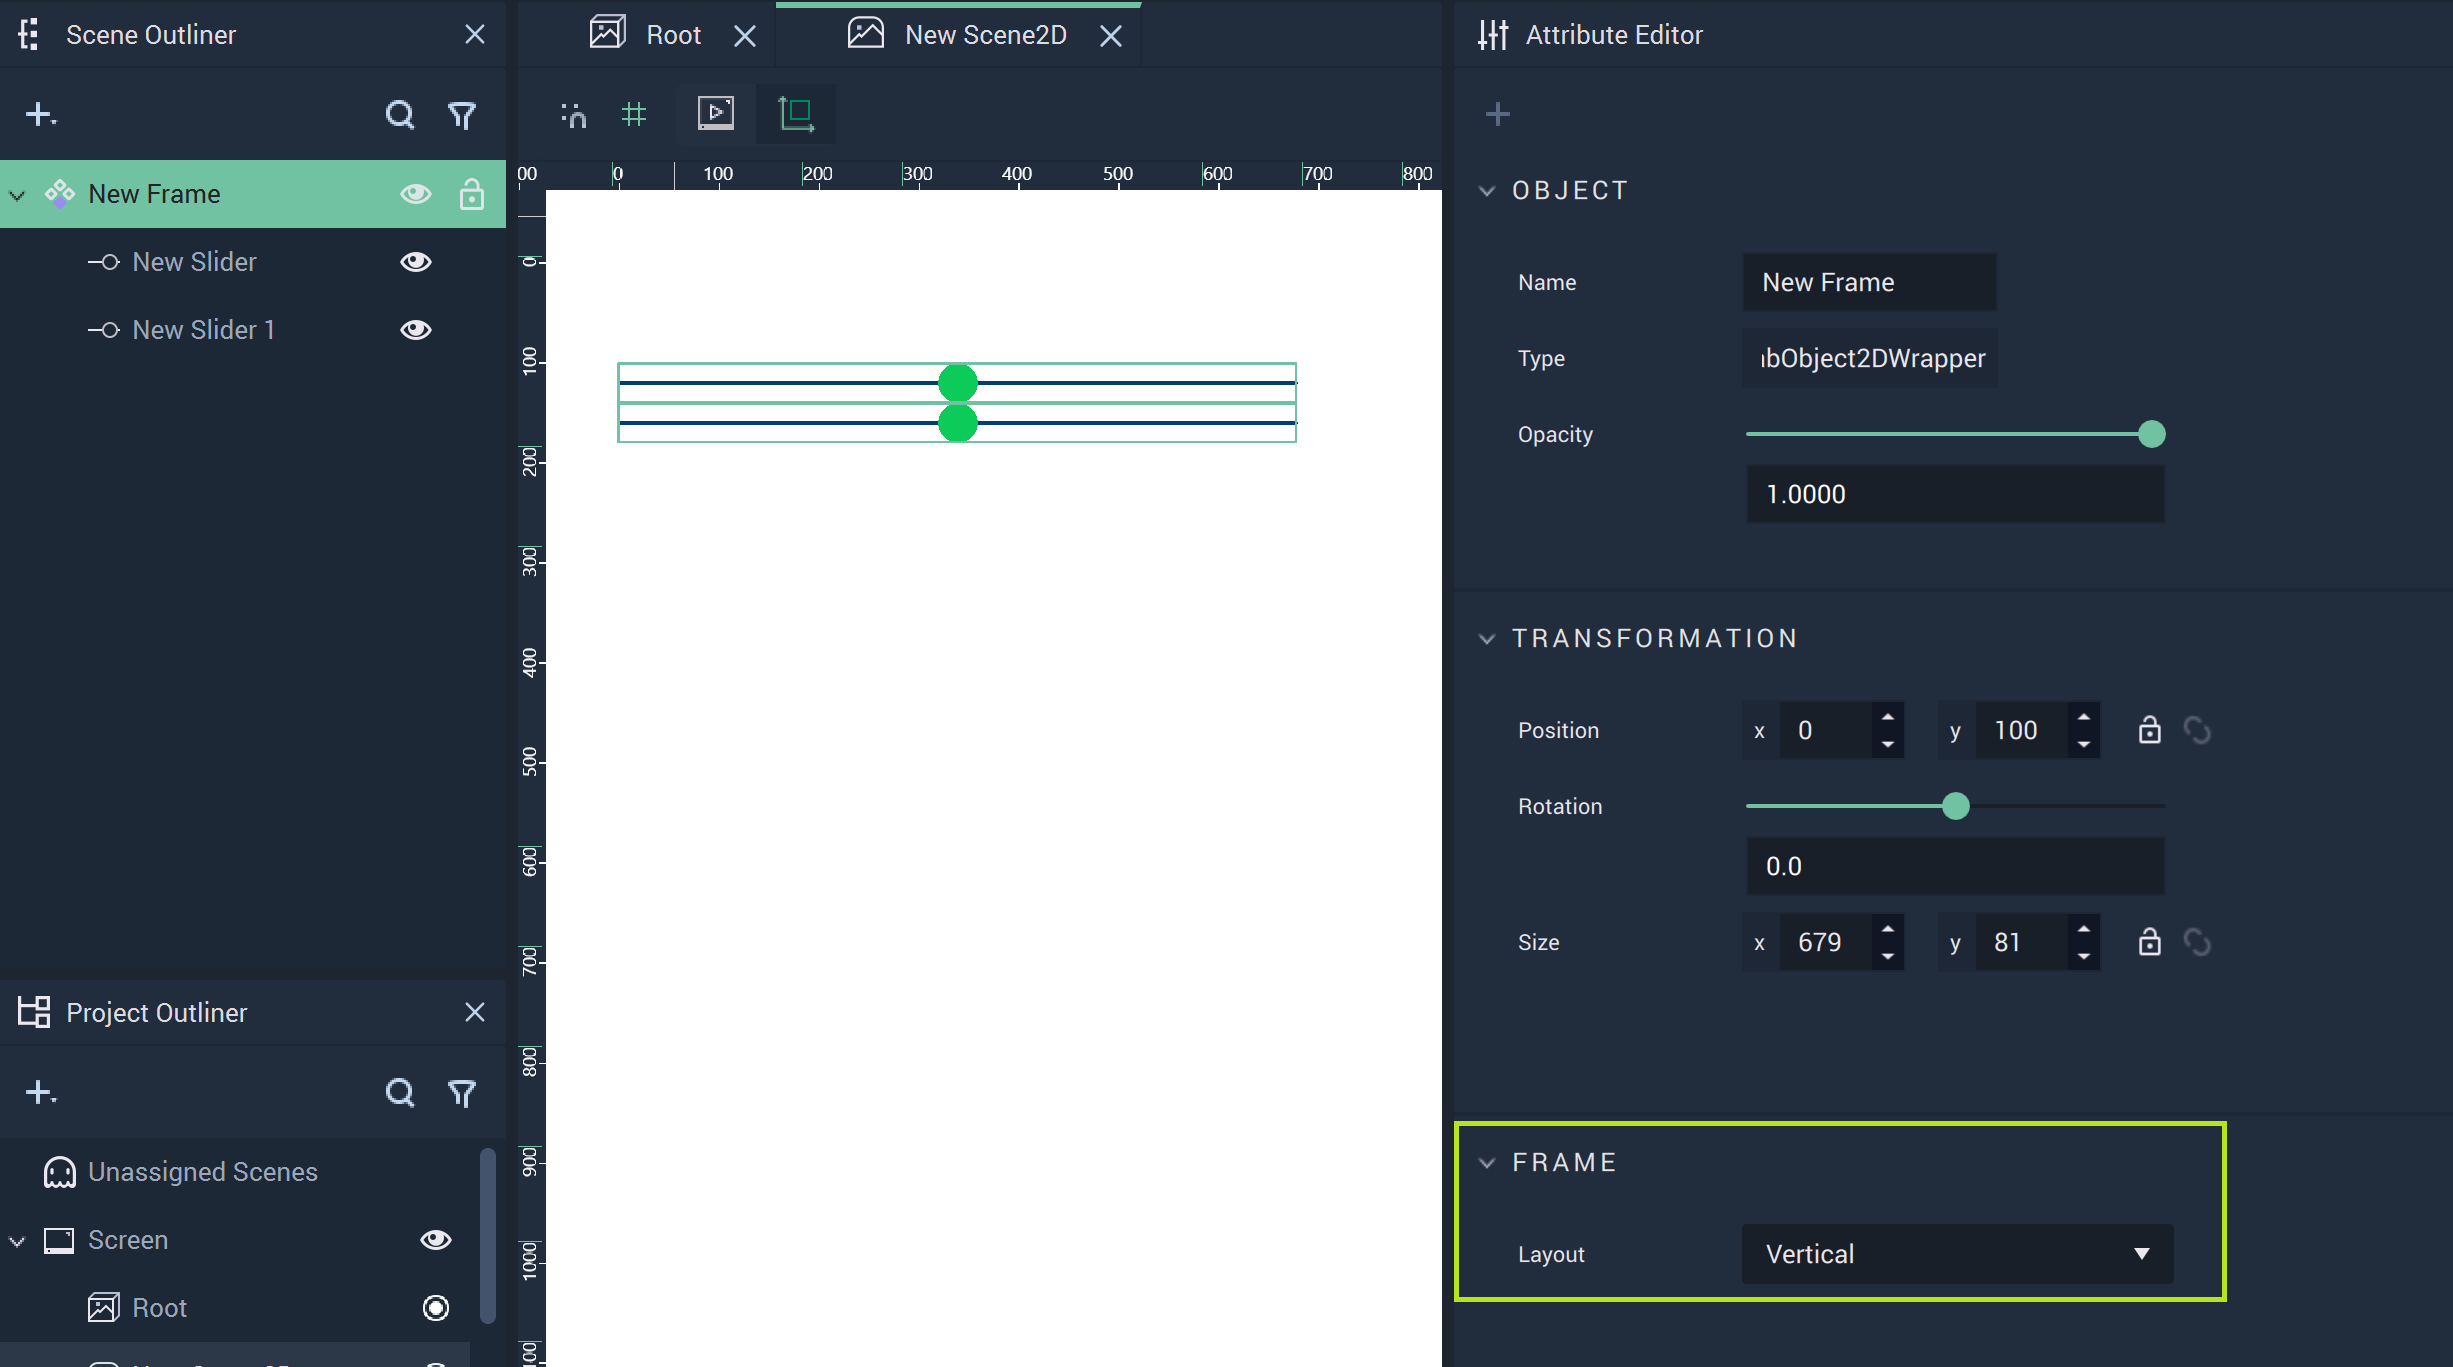 Scene Outliner
New Frame
New Slider
New Slider 1
Project Outliner
Unassigned Scenes
Screen
Root
Root
New Scene2D
00 0 100 200 300 400 500 600 700 800
0
100
200
300
400
500
600
700
800
900
1000
Attribute Editor
OBJECT
Name New Frame
Type bObject2DWrapper
Opacity
1.0000
TRANSFORMATION
Position x 0 y 100
Rotation
0.0
Size x 679 y 81
FRAME
Layout Vertical